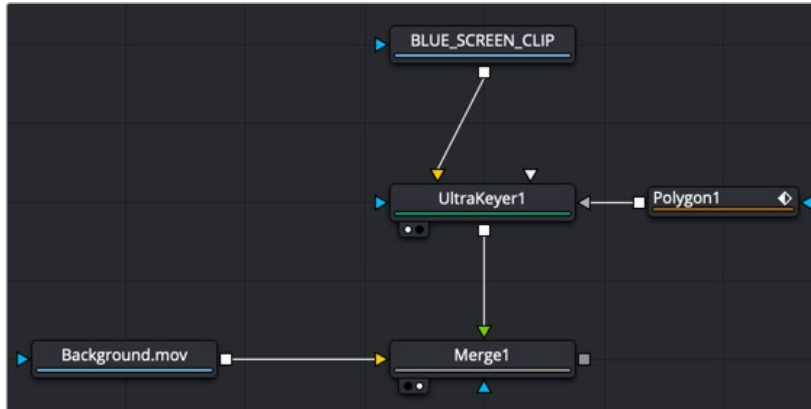 BLUE_SCREEN_CLIP
UltraKeyer1
Polygon1
Background.mov
Merge1